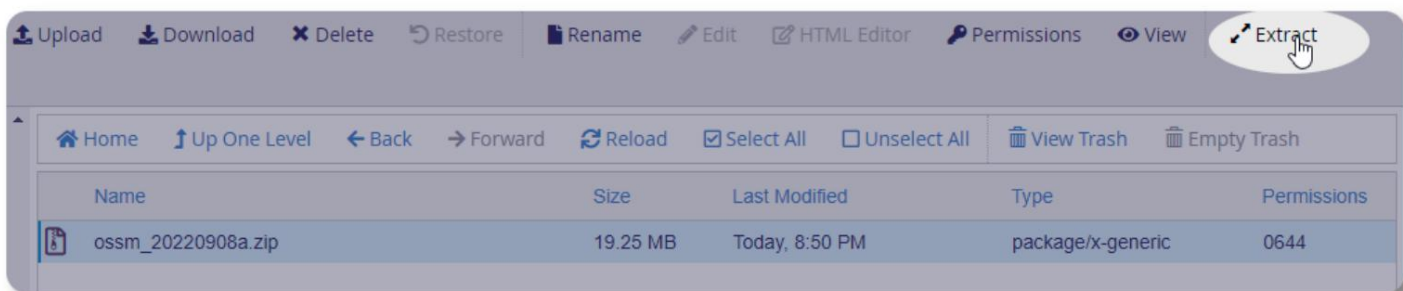 Upload Download Delete Restore Rename Edit HTML Editor Permissions View Extract
Home Up One Level Back Forward Reload Select All Unselect All View Trash Empty Trash
Name Size Last Modified Type Permissions
ossm_20220908a.zip 19.25 MB Today, 8:50 PM package/x-generic 0644